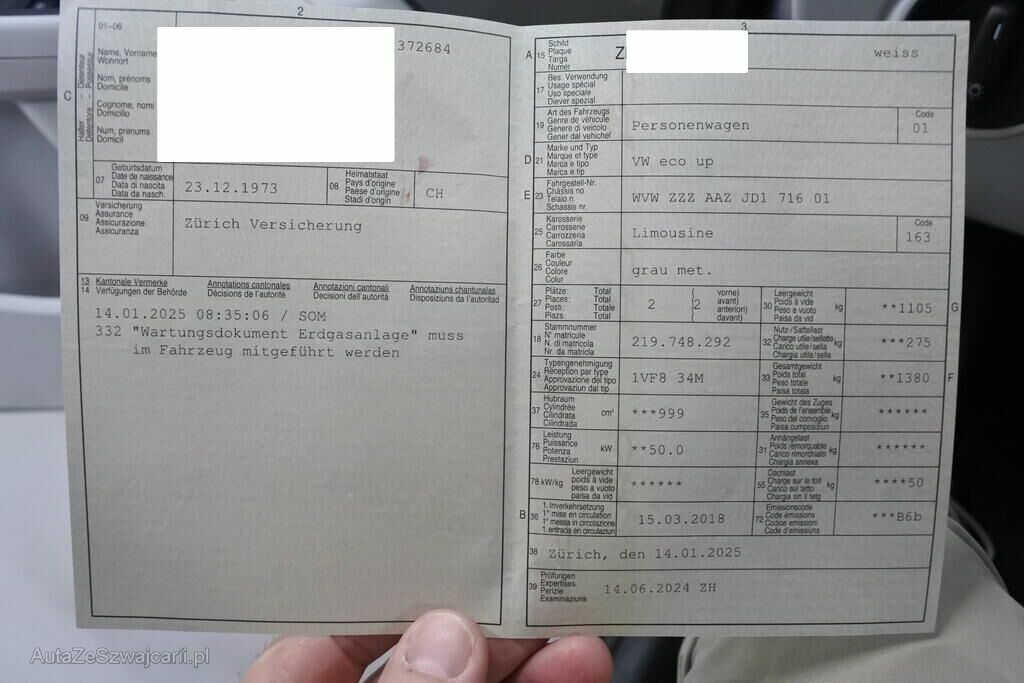 2
01-06
372684
Name, Vorname
Wohnort
Nom, prénoms
Domicile
Cognome, nomi
Domicilio
Num, prenums
Domicil
C
Halter – Détenteur
Detentore – Possessur
07
Geburtsdatum
Date de naissance
Data di nascita
Data da nasch.
23.12.1973
08
Heimatstaat
Pays d'origine
Paese d'origine
Stadi d'origin
CH
09
Versicherung
Assurance
Assicurazione
Assicuranza
Zürich Versicherung
13 Kantonale Vermerke Annotations cantonales Annotazioni cantonali Annotaziuns chantunalas
14 Verfügungen der Behörde Décisions de l'autorité Decisioni dell'autorità Disposiziuns da l'autoritad
14.01.2025 08:35:06 / SOM
332 "Wartungsdokument Erdgasanlage" muss
im Fahrzeug mitgeführt werden
3
A 15
Schild
Plaque
Targa
Numer
Z
weiss
17
Bes. Verwendung
Usage spécial
Uso speciale
Diever spezial
19
Art des Fahrzeugs
Genre de véhicule
Genere di veicolo
Gener dal vehichel
Personenwagen
Code
01
D 21
Marke und Typ
Marque et type
Marca e tipo
Marca e tip
VW eco up
E 23
Fahrgestell-Nr.
Châssis no
Telaio n.
Schassis nr.
WVW ZZZ AAZ JD1 716 01
25
Karosserie
Carrosserie
Carrozzeria
Carossaria
Limousine
Code
163
26
Farbe
Couleur
Colore
Colur
grau met.
27
Plätze: Total
Places: Total
Posti: Totale
Plazs: Total
2
(2
vorne)
avant)
anteriori)
davant)
30
Leergewicht
Poids à vide
Peso a vuoto
Paisa da vid
kg
**1105
G
18
Stammnummer
N° matricule
N. di matricola
Nr. da matricla
219.748.292
32
Nutz-/Sattellast
Charge utile/sellette
Carico utile/sella
Chargia utila/sella
kg
***275
24
Typengenehmigung
Réception par type
Approvazione del tipo
Approvaziun dal tip
1VF8 34M
33
Gesamtgewicht
Poids total
Peso totale
Paisa totala
kg
**1380
F
37
Hubraum
Cylindrée
Cilindrata
Cilindrada
cm³
***999
35
Gewicht des Zuges
Poids de l'ensemble
Peso del convoglio
Paisa cumposiziun
kg
******
76
Leistung
Puissance
Potenza
Prestaziun
kW
**50.0
31
Anhängelast
Poids remorquable
Carico rimorchiato
Chargia annexa
kg
******
78 kW/kg
Leergewicht
poids à vide
peso a vuoto
paisa da vid
******
55
Dachlast
Charge sur le toit
Carico sul tetto
Chargia sin il tetg
kg
****50
B 36
1. Inverkehrsetzung
1re mise en circulation
1a messa in circolazione
1. entrada en circulaziun
15.03.2018
72
Emissionscode
Code émissions
Codice emissioni
Code d'emissiuns
***B6b
38
Zürich, den 14.01.2025
39
Prüfungen
Expertises
Perizie
Examinaziuns
14.06.2024 ZH
AutaZeSzwajcarii.pl